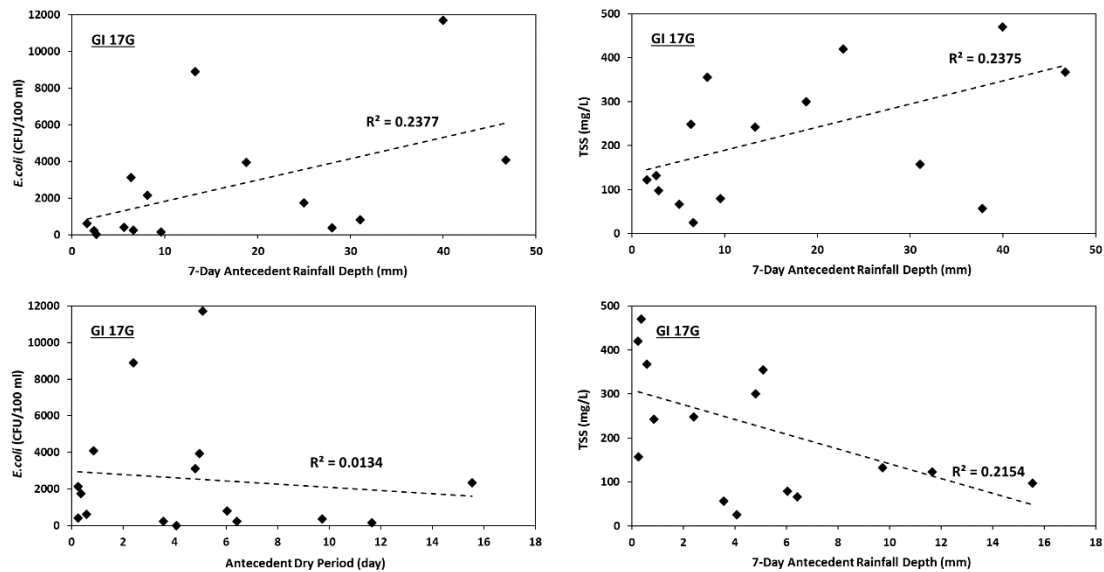 12000
10000
8000
6000
4000
2000
0
E.coli (CFU/100 ml)
GI 17G
R² = 0.2377
0 10 20 30 40 50
7-Day Antecedent Rainfall Depth (mm)
500
400
300
200
100
0
TSS (mg/L)
GI 17G
R² = 0.2375
0 10 20 30 40 50
7-Day Antecedent Rainfall Depth (mm)
12000
10000
8000
6000
4000
2000
0
E.coli (CFU/100 ml)
GI 17G
R² = 0.0134
0 2 4 6 8 10 12 14 16 18
Antecedent Dry Period (day)
500
400
300
200
100
0
TSS (mg/L)
GI 17G
R² = 0.2154
0 2 4 6 8 10 12 14 16 18
7-Day Antecedent Rainfall Depth (mm)